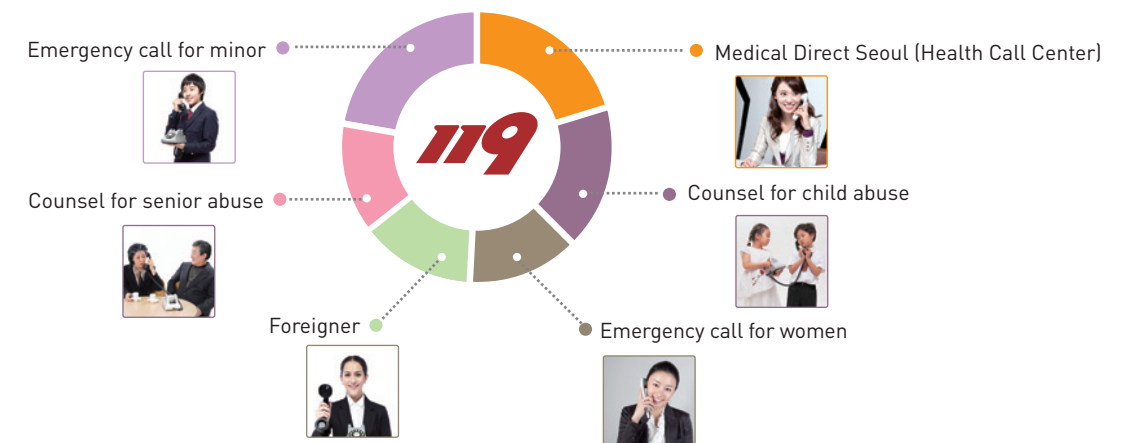 Emergency call for minor
Medical Direct Seoul (Health Call Center)
119
Counsel for senior abuse
Counsel for child abuse
Foreigner
Emergency call for women